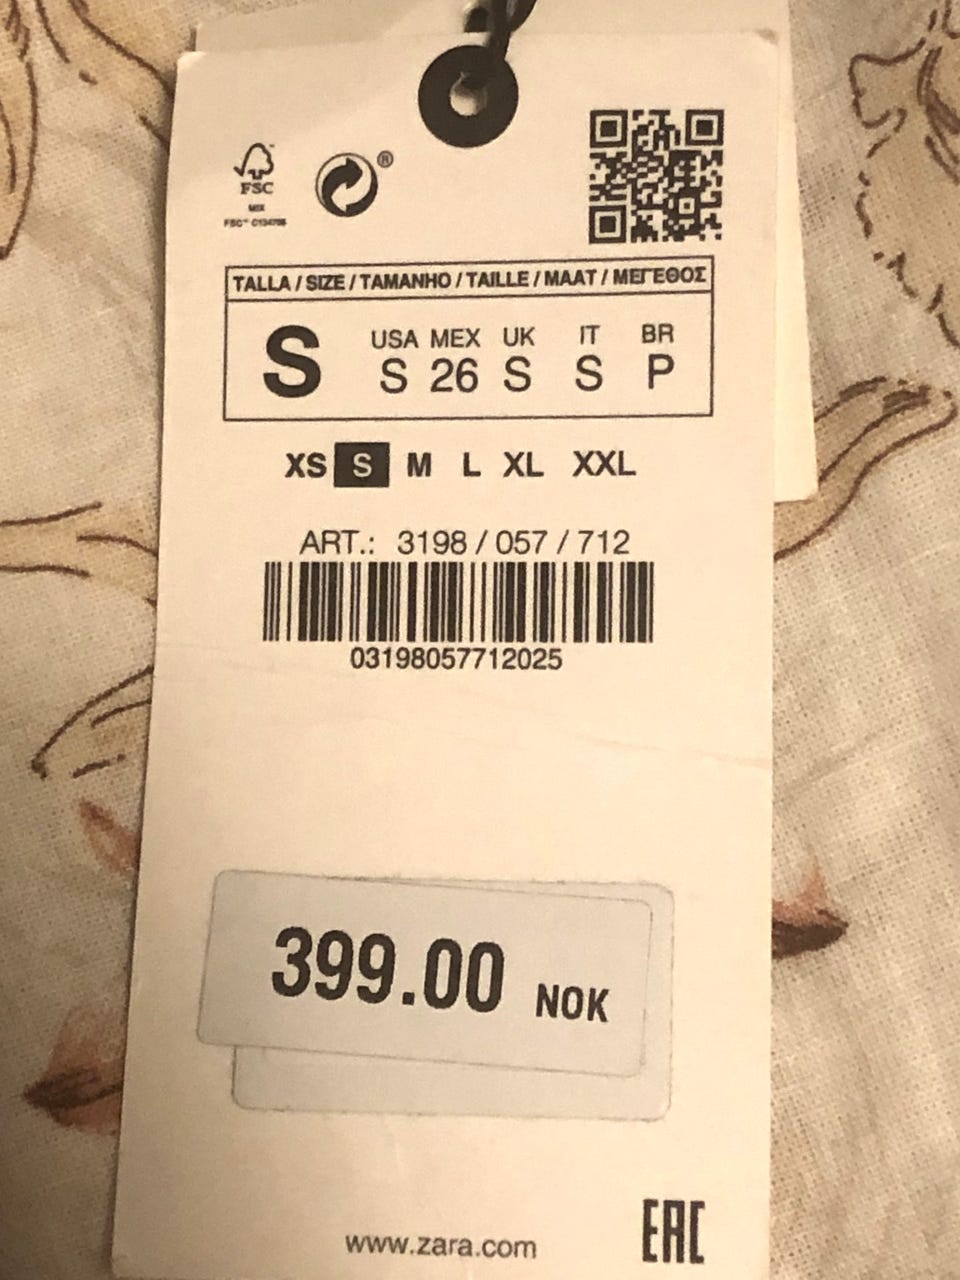 FSC
MIX
®
TALLA / SIZE / TAMANHO / TAILLE / MAAT / ΜΕΓΕΘΟΣ
S
USA MEX UK IT BR
S 26 S S P
XS S M L XL XXL
ART.: 3198 / 057 / 712
03198057712025
399.00 NOK
www.zara.com
EAC